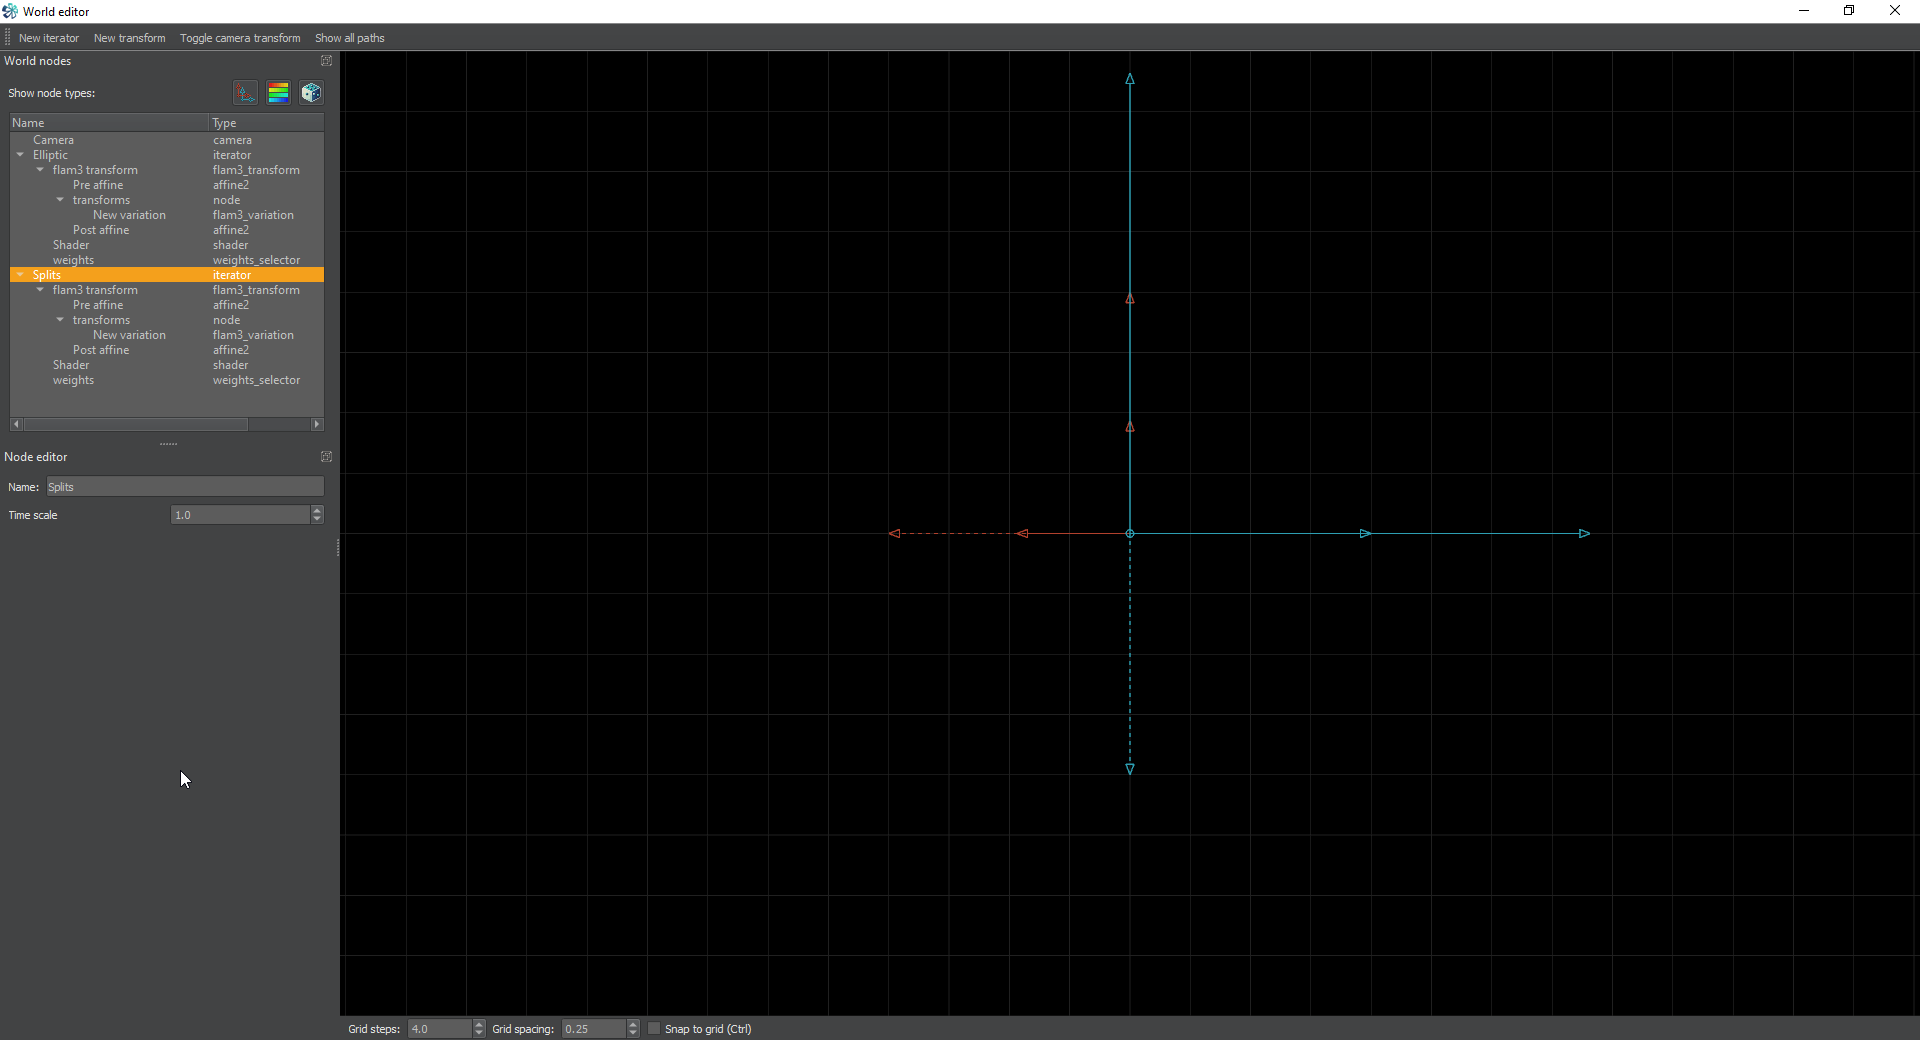 World editor
New iterator New transform Toggle camera transform Show all paths
World nodes
Show node types:
Name Type
Camera camera
Elliptic iterator
flam3 transform flam3_transform
Pre affine affine2
transforms node
New variation flam3_variation
Post affine affine2
Shader shader
weights weights_selector
Splits iterator
flam3 transform flam3_transform
Pre affine affine2
transforms node
New variation flam3_variation
Post affine affine2
Shader shader
weights weights_selector
Node editor
Name: Splits
Time scale 1.0
Grid steps: 4.0 Grid spacing: 0.25 Snap to grid (Ctrl)